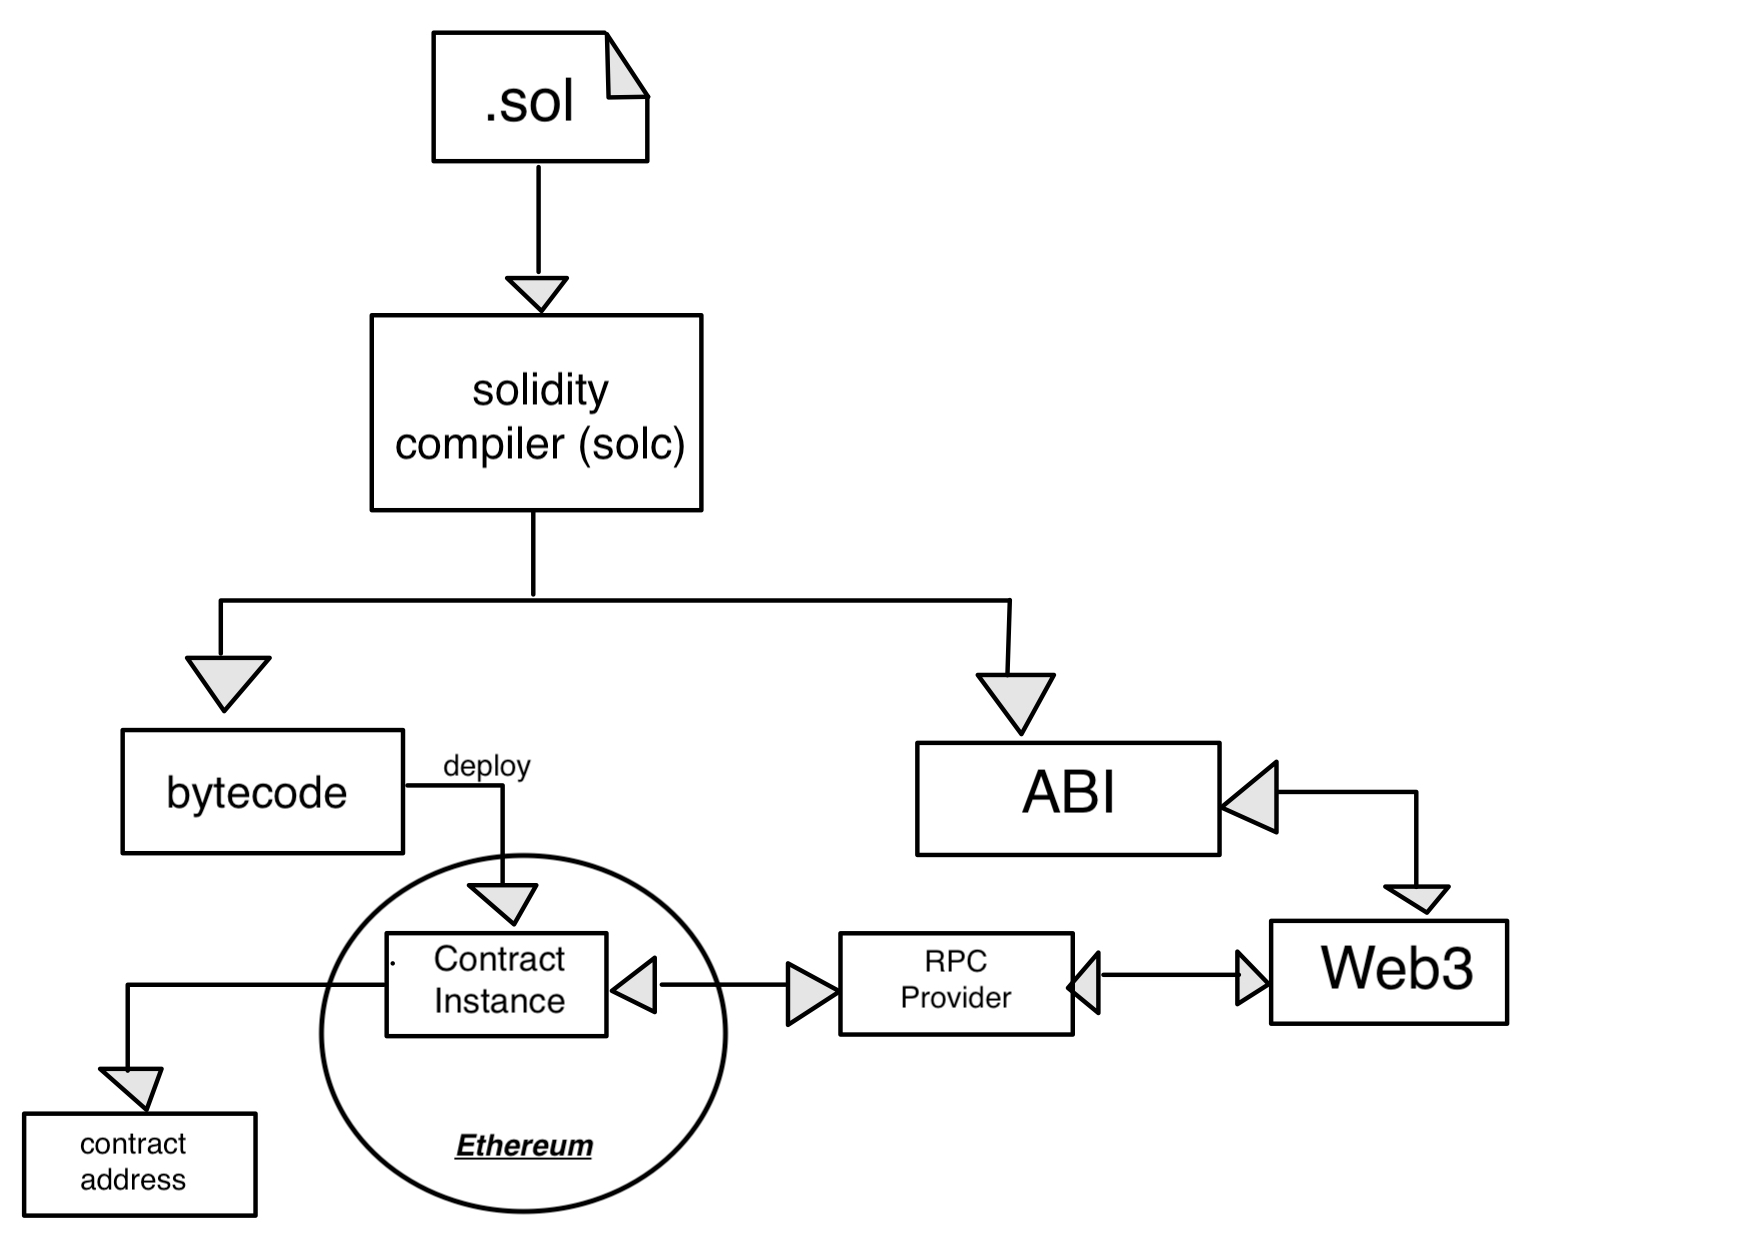 .sol
solidity
compiler (solc)
bytecode
deploy
ABI
Contract
Instance
RPC
Provider
Web3
contract
address
Ethereum